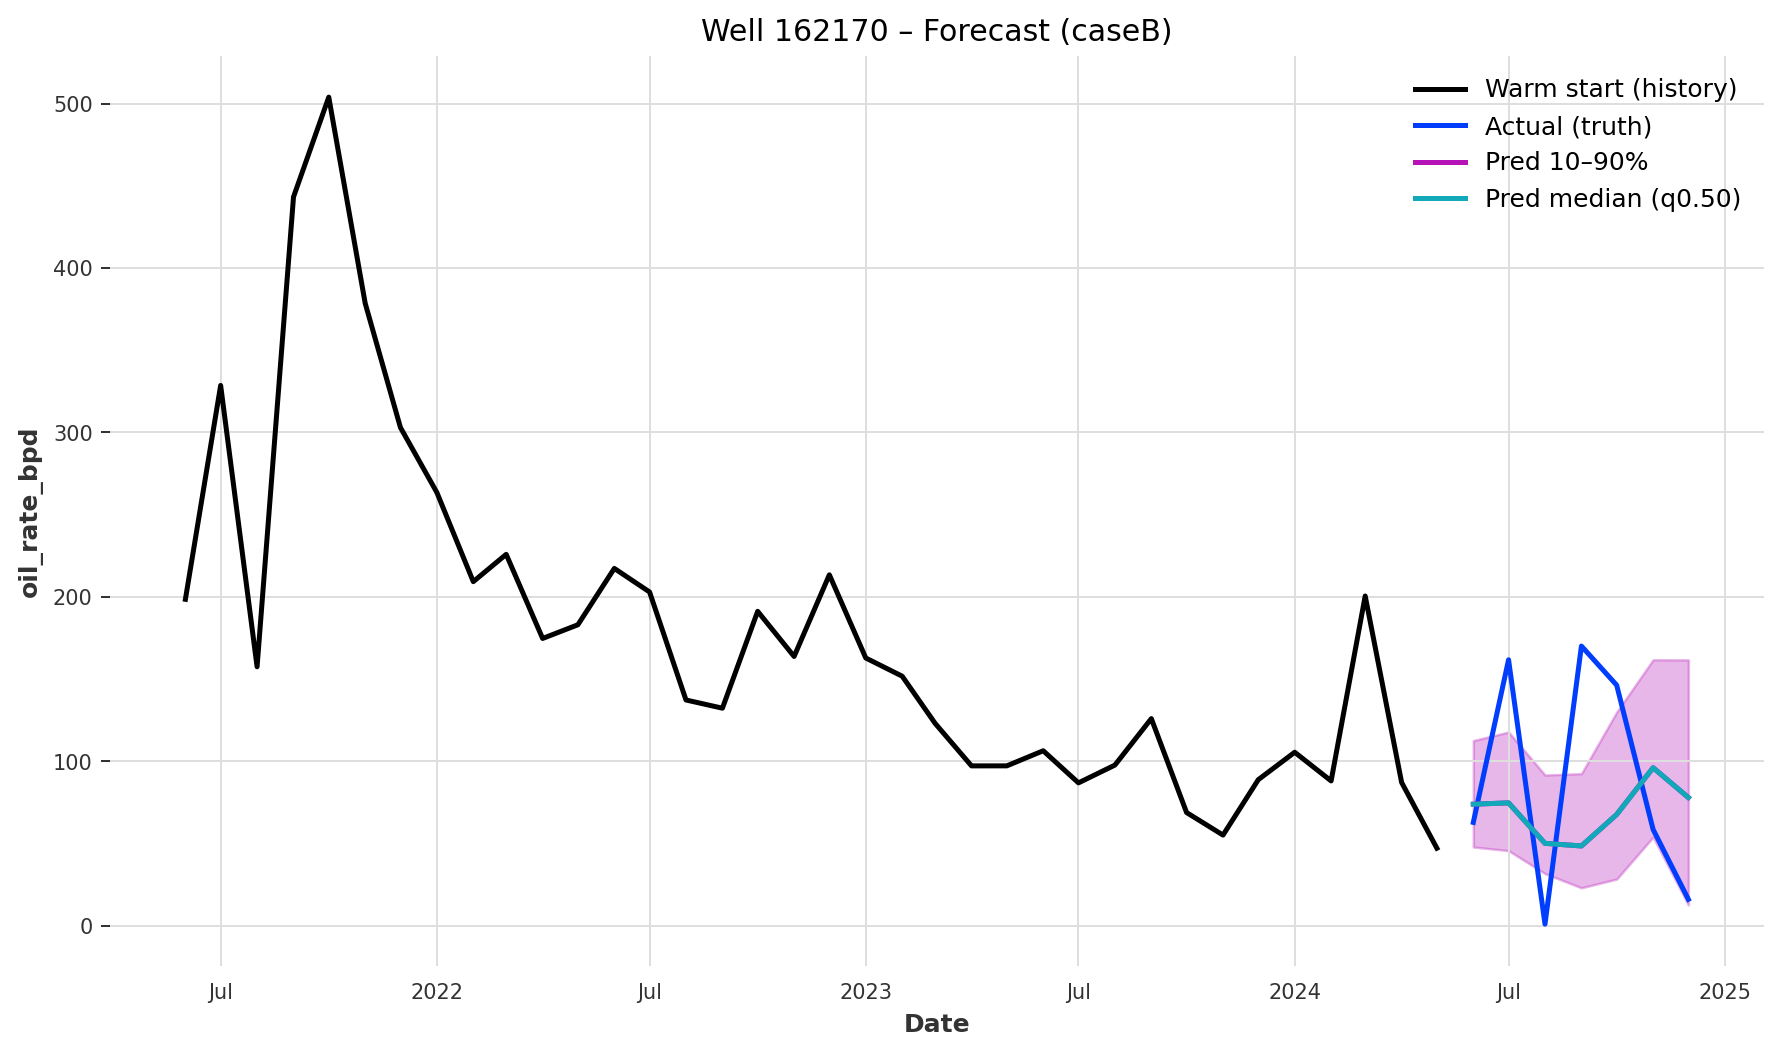 Well 162170 – Forecast (caseB)
Warm start (history)
Actual (truth)
Pred 10–90%
Pred median (q0.50)
oil_rate_bpd
500
400
300
200
100
0
Jul
2022
Jul
2023
Jul
2024
Jul
2025
Date